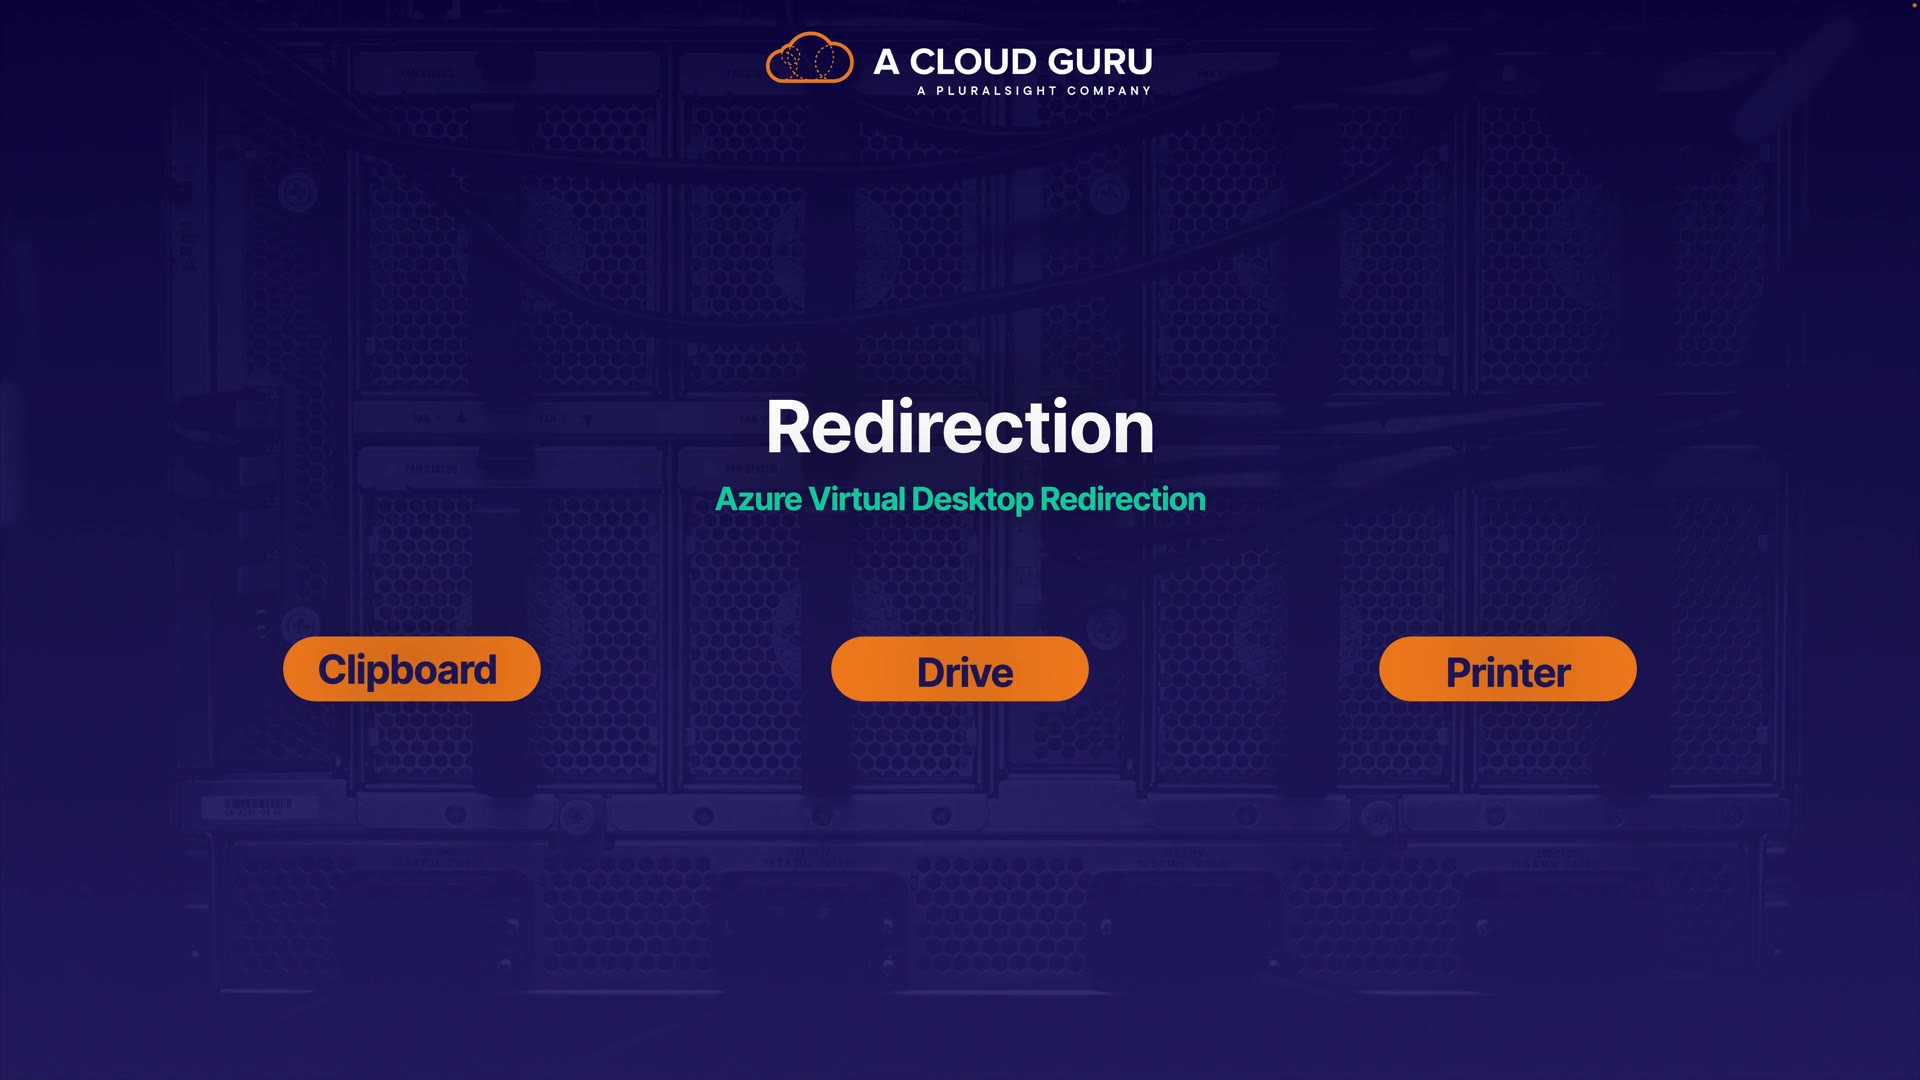 A CLOUD GURU
A PLURALSIGHT COMPANY
Redirection
Azure Virtual Desktop Redirection
Clipboard
Drive
Printer